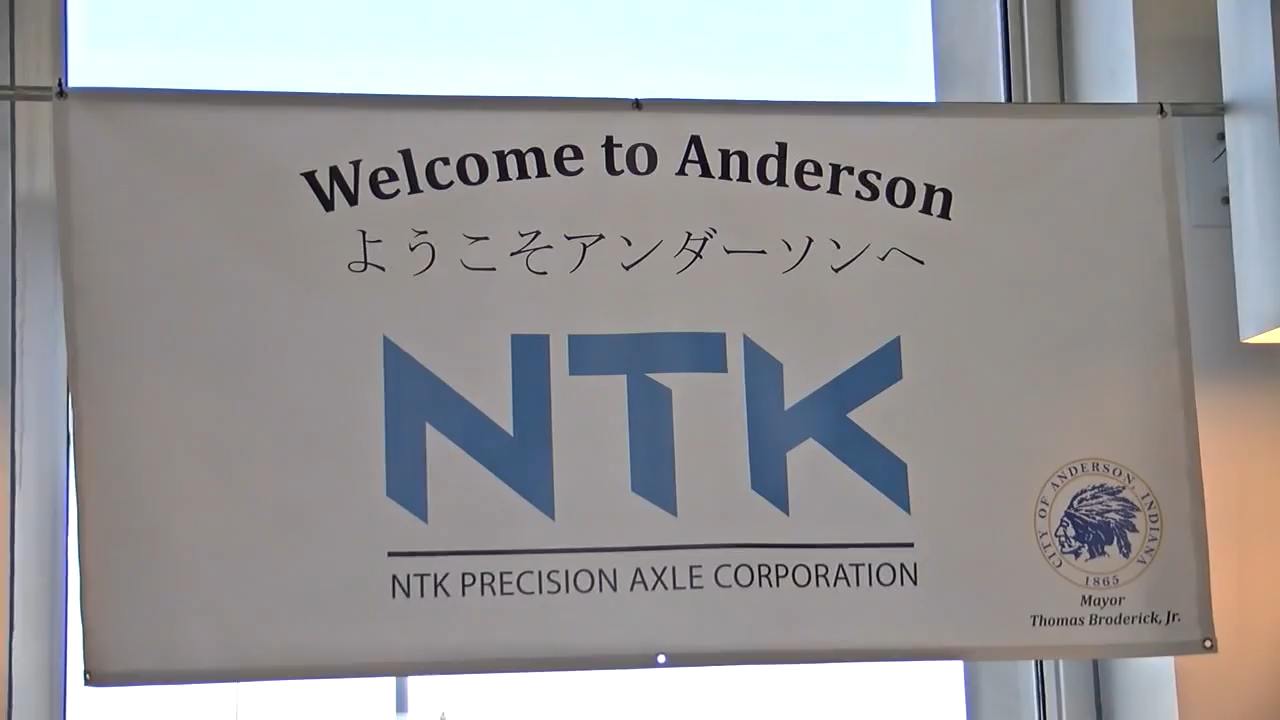 Welcome to Anderson
ようこそアンダーソンへ
NTK
NTK PRECISION AXLE CORPORATION
CITY OF ANDERSON, INDIANA
1865
Mayor
Thomas Broderick, Jr.